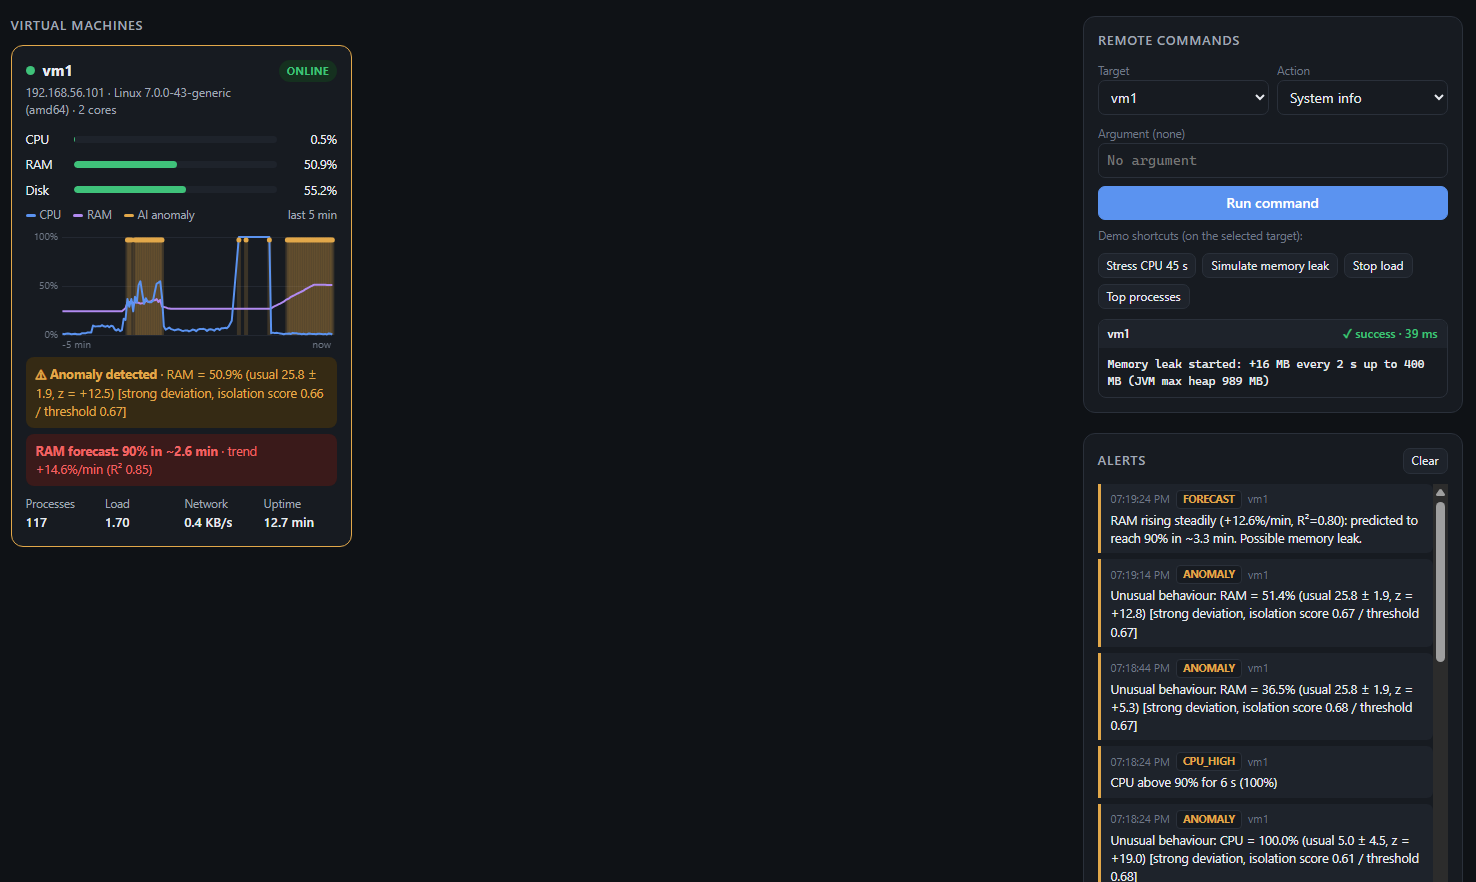 VIRTUAL MACHINES
vm1
ONLINE
192.168.56.101 · Linux 7.0.0-43-generic
(amd64) · 2 cores
CPU 0.5%
RAM 50.9%
Disk 55.2%
CPU RAM AI anomaly last 5 min
100%
50%
0%
-5 min now
⚠ Anomaly detected · RAM = 50.9% (usual 25.8 ±
1.9, z = +12.5) [strong deviation, isolation score 0.66
/ threshold 0.67]
RAM forecast: 90% in ~2.6 min · trend
+14.6%/min (R² 0.85)
Processes Load Network Uptime
117 1.70 0.4 KB/s 12.7 min
REMOTE COMMANDS
Target Action
vm1 System info
Argument (none)
No argument
Run command
Demo shortcuts (on the selected target):
Stress CPU 45 s Simulate memory leak Stop load
Top processes
vm1 ✓ success · 39 ms
Memory leak started: +16 MB every 2 s up to 400
MB (JVM max heap 989 MB)
ALERTS Clear
07:19:24 PM FORECAST vm1
RAM rising steadily (+12.6%/min, R²=0.80): predicted to
reach 90% in ~3.3 min. Possible memory leak.
07:19:14 PM ANOMALY vm1
Unusual behaviour: RAM = 51.4% (usual 25.8 ± 1.9, z =
+12.8) [strong deviation, isolation score 0.67 / threshold
0.67]
07:18:44 PM ANOMALY vm1
Unusual behaviour: RAM = 36.5% (usual 25.8 ± 1.9, z =
+5.3) [strong deviation, isolation score 0.68 / threshold
0.67]
07:18:24 PM CPU_HIGH vm1
CPU above 90% for 6 s (100%)
07:18:24 PM ANOMALY vm1
Unusual behaviour: CPU = 100.0% (usual 5.0 ± 4.5, z =
+19.0) [strong deviation, isolation score 0.61 / threshold
0.68]